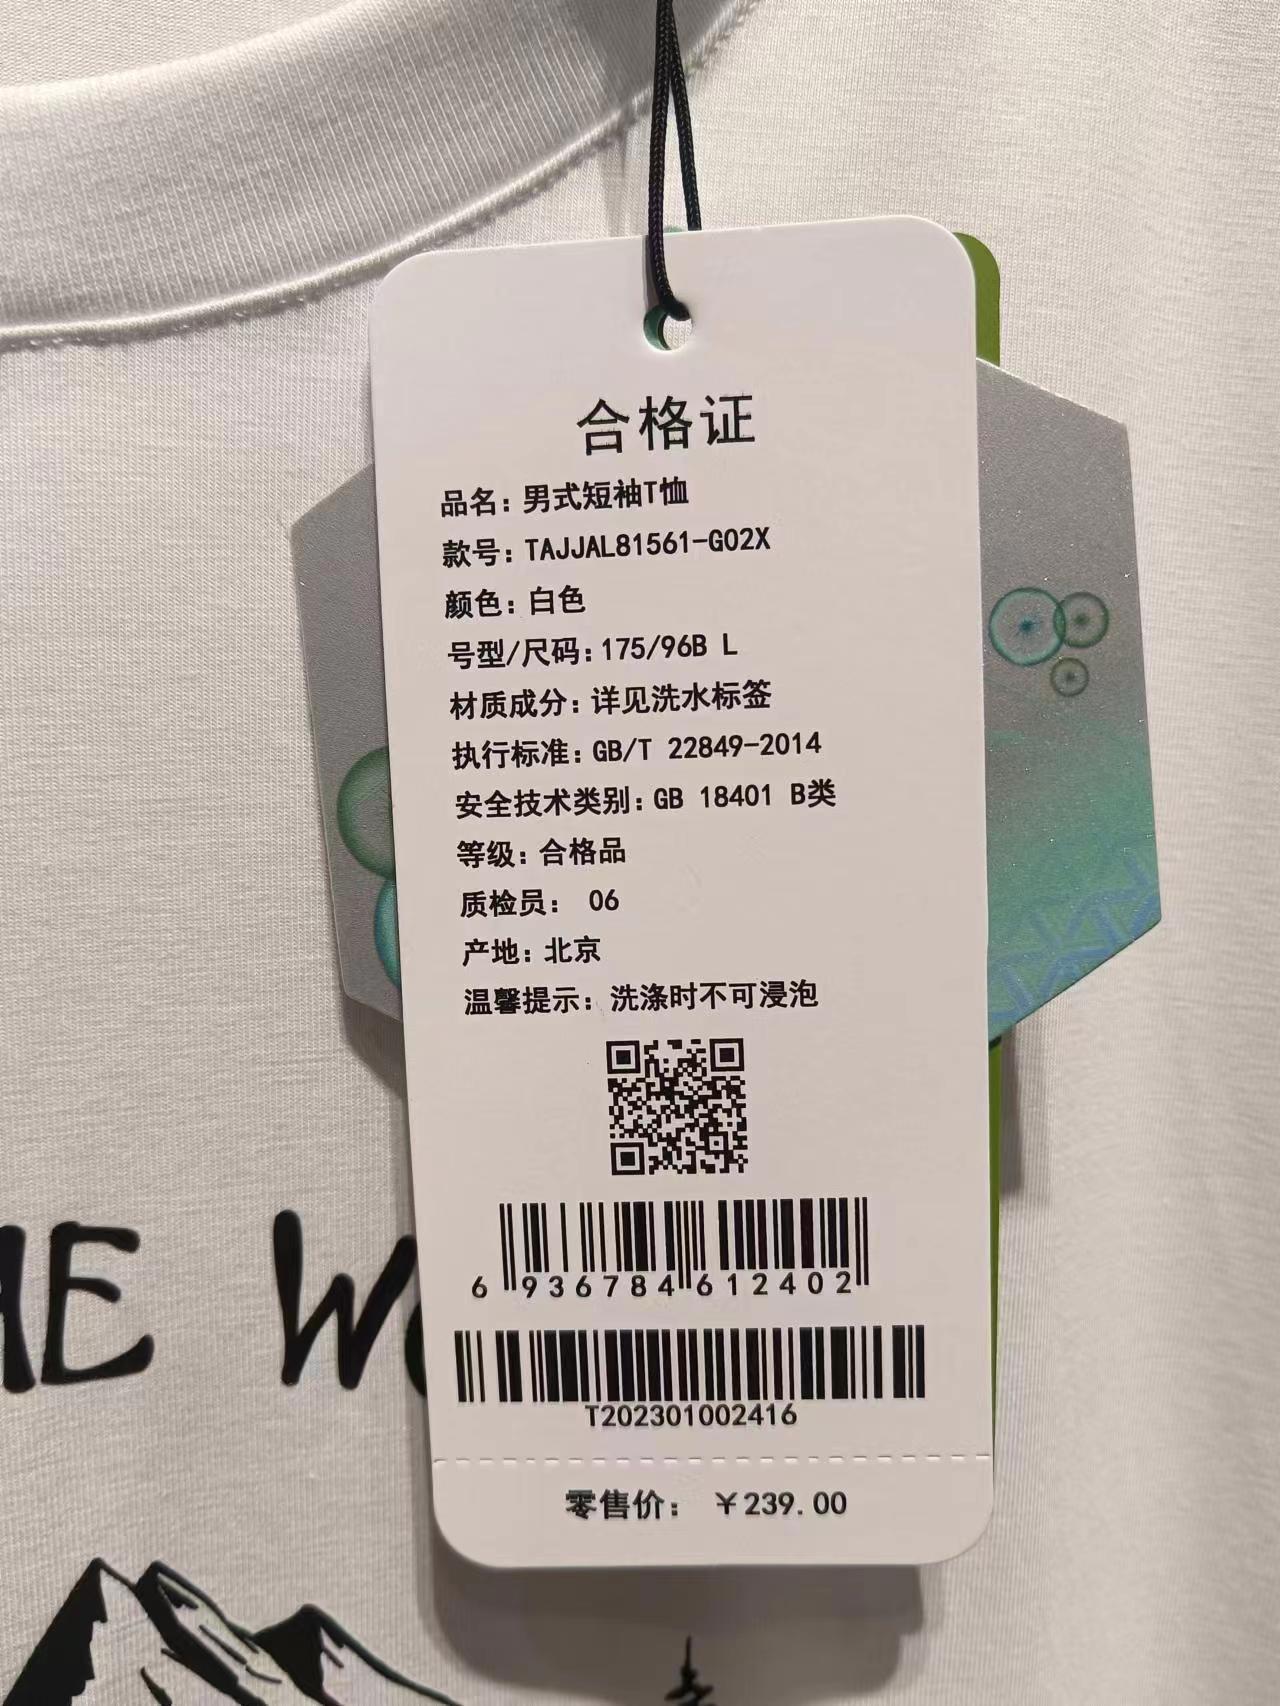 合格证
品名：男式短袖T恤
款号：TAJJAL81561-G02X
颜色：白色
号型/尺码：175/96B L
材质成分：详见洗水标签
执行标准：GB/T 22849-2014
安全技术类别：GB 18401 B类
等级：合格品
质检员： 06
产地：北京
温馨提示：洗涤时不可浸泡
6 936784 612402
T202301002416
零售价： ￥239.00
HE WO